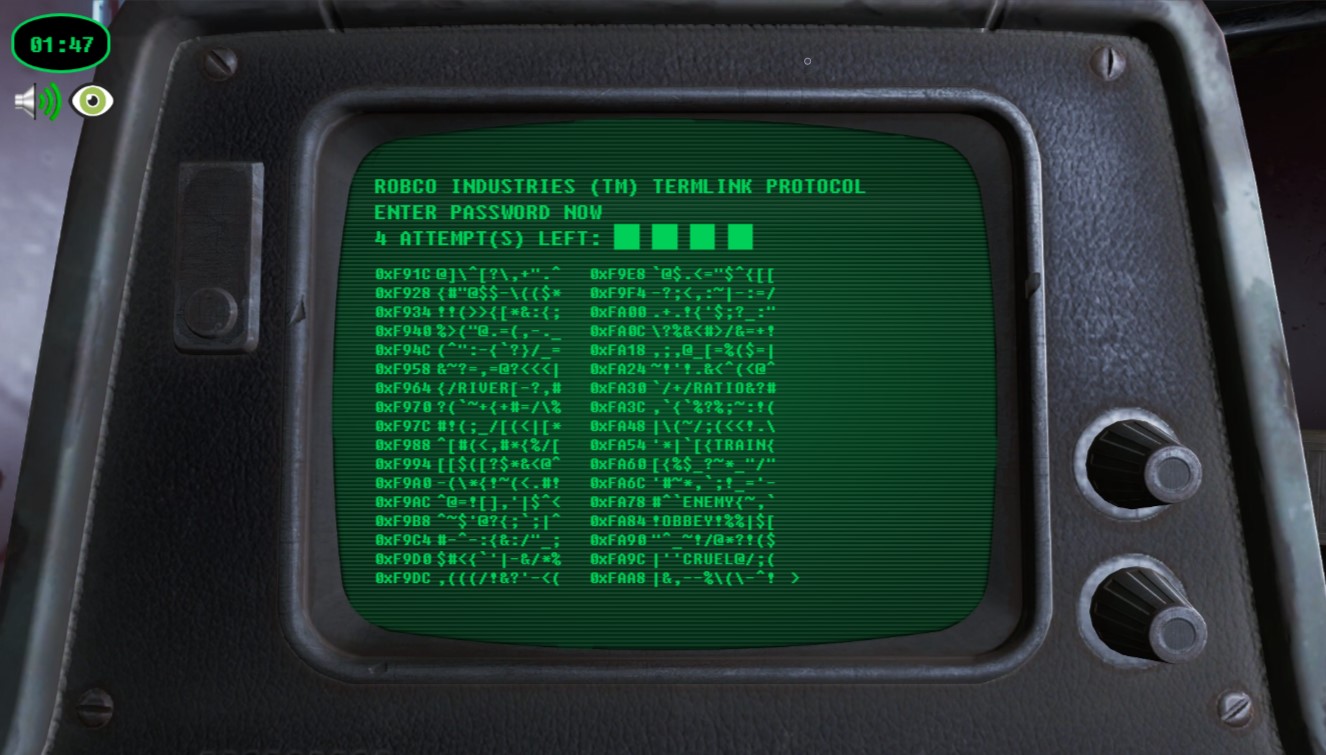 01:47
ROBCO INDUSTRIES (TM) TERMLINK PROTOCOL
ENTER PASSWORD NOW
4 ATTEMPT(S) LEFT: █ █ █ █
0xF91C @]\^[?\,+".^
0xF928 {#"@$$-\(($*
0xF934 !!(>>{[*&:{;
0xF940 %>("@.=(,-._
0xF94C (^":-{`?}/_=
0xF958 &~?=,=@?<<<|
0xF964 {/RIVER[-?,#
0xF970 ?(`~+{+#=/\%
0xF97C #!(;_/[(<|[*
0xF988 ^[#(<,#*{%/[
0xF994 [[$([?$*&<@^
0xF9A0 -(\*{!~(<.#!
0xF9AC ^@=![],'|$^<
0xF9B8 ^~$'@?{;`;|^
0xF9C4 #-^-:{&:/"_;
0xF9D0 $#<{`'|-&/*%
0xF9DC ,(((/!&?'-<(
0xF9E8 `@$.<="$^{[[
0xF9F4 -?;<,:~|-:=/
0xFA00 .+.!{'$;?_:"
0xFA0C \?%&<#>/&=+!
0xFA18 ,;,@_[=%($=|
0xFA24 ~!'!.&<^(<@^
0xFA30 `/+/RATIO&?#
0xFA3C ,`{`%?%;~:!(
0xFA48 |\(~/;(<<!.\
0xFA54 '*|`[{TRAIN{
0xFA60 [{%$_?~*_"/"
0xFA6C '#~*,`;!_='-
0xFA78 #^``ENEMY{~,`
0xFA84 !OBBEY!%%|$[
0xFA90 "^_~!/@*?!($
0xFA9C |''CRUEL@/;{
0xFAA8 |&,--%\(\-^! >